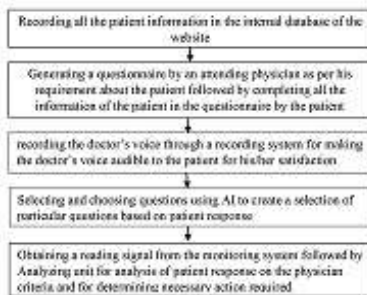 Recording all the patient information in the internal database of the
website
Generating a questionnaire by an attending physician as per his
requirement about the patient followed by completing all the
information of the patient in the questionnaire by the patient
recording the doctor's voice through a recording system for making
the doctor's voice audible to the patient for his/her satisfaction
Selecting and choosing questions using AI to create a selection of
particular questions based on patient response
Obtaining a reading signal from the monitoring system followed by
Analyzing unit for analysis of patient response on the physician
criteria and for determining necessary action required